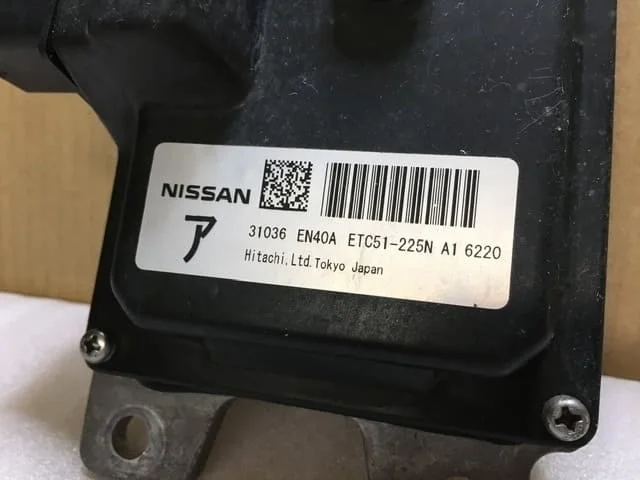 NISSAN
ア
31036 EN40A ETC51-225N A1 6220
Hitachi.Ltd.Tokyo Japan